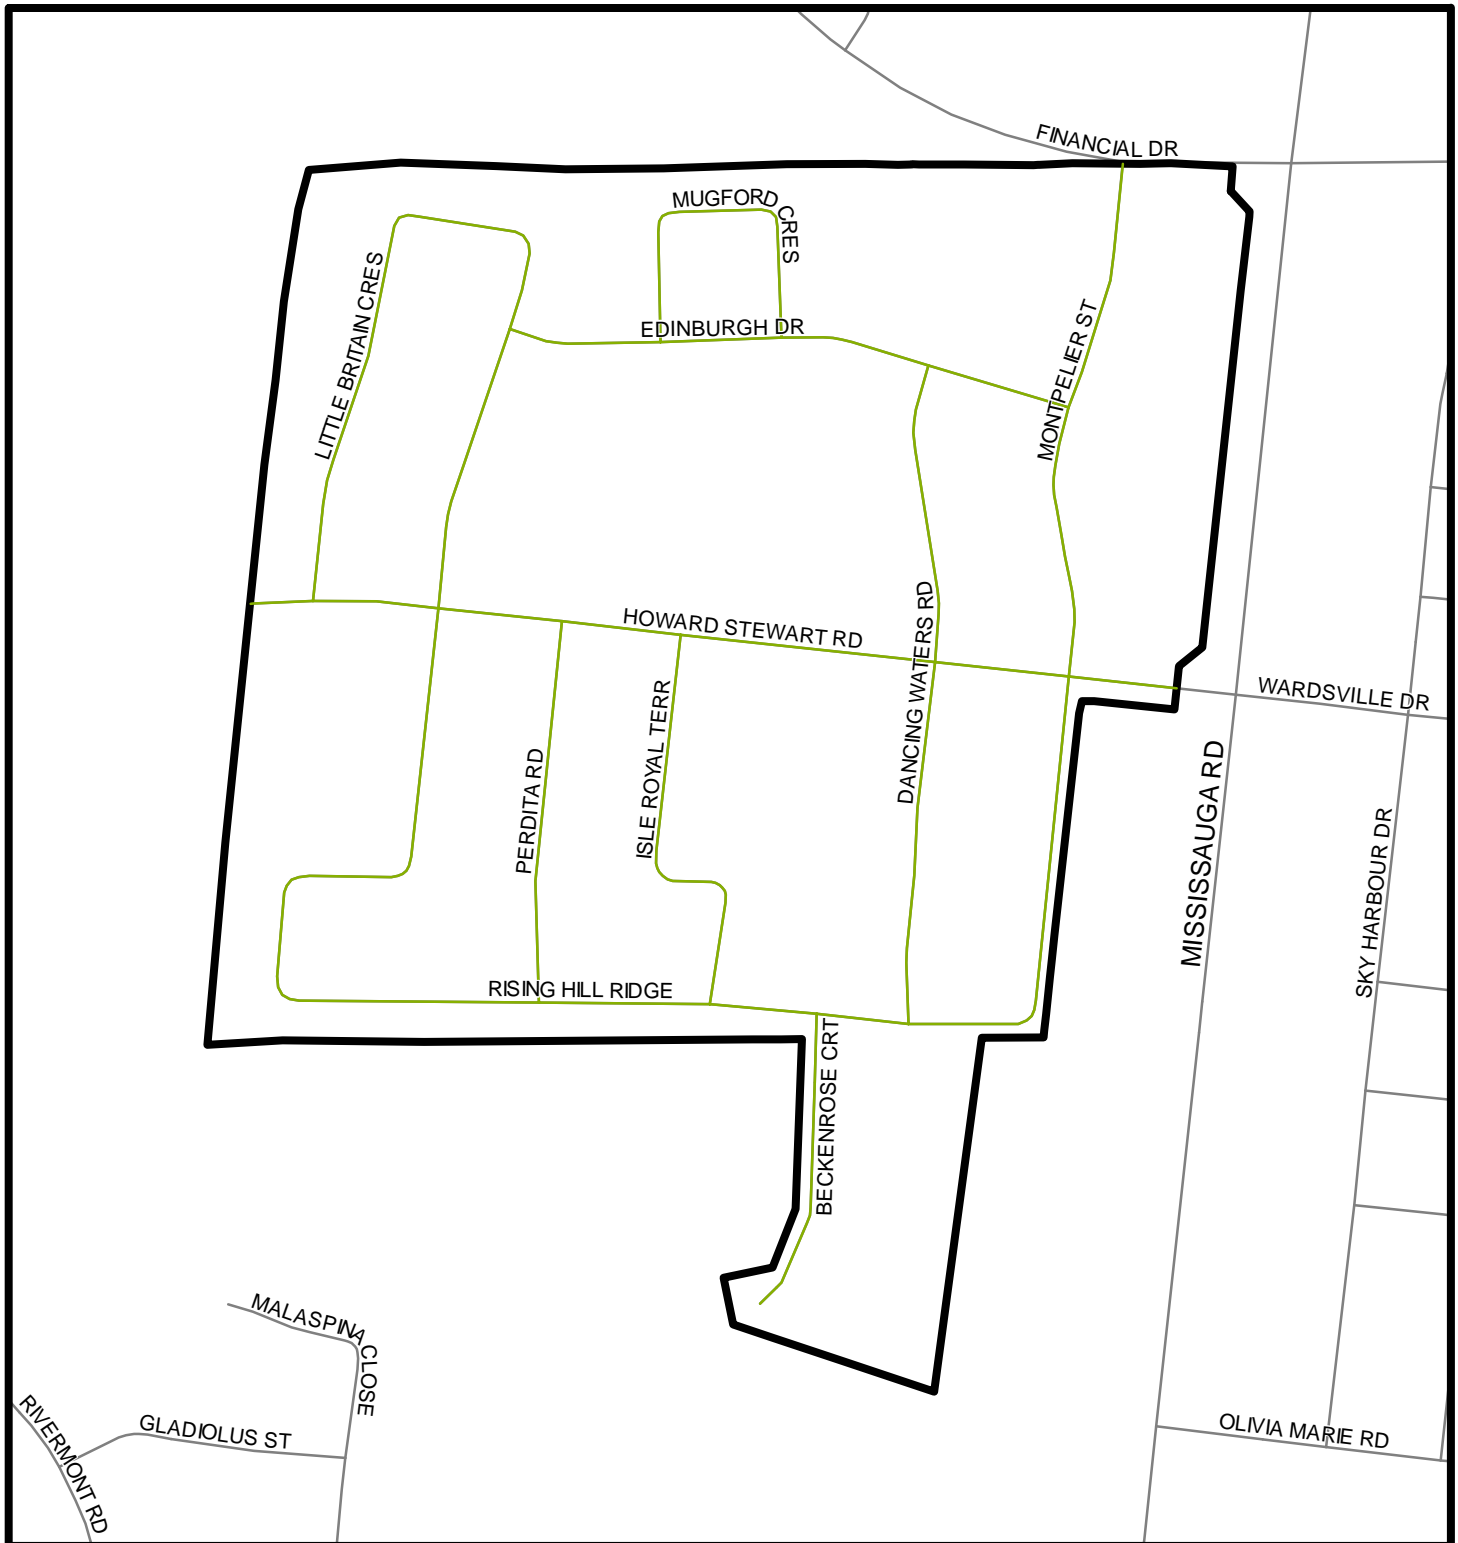 FINANCIAL DR
MUGFORD CRES
LITTLE BRITAIN CRES
EDINBURGH DR
MONTPELIER ST
HOWARD STEWART RD
DANCING WATERS RD
WARDSVILLE DR
ISLE ROYAL TERR
PERDITA RD
MISSISSAUGA RD
SKY HARBOUR DR
RISING HILL RIDGE
BECKENROSE CRT
MALASPINA CLOSE
RIVERMONT RD
GLADIOLUS ST
OLIVIA MARIE RD